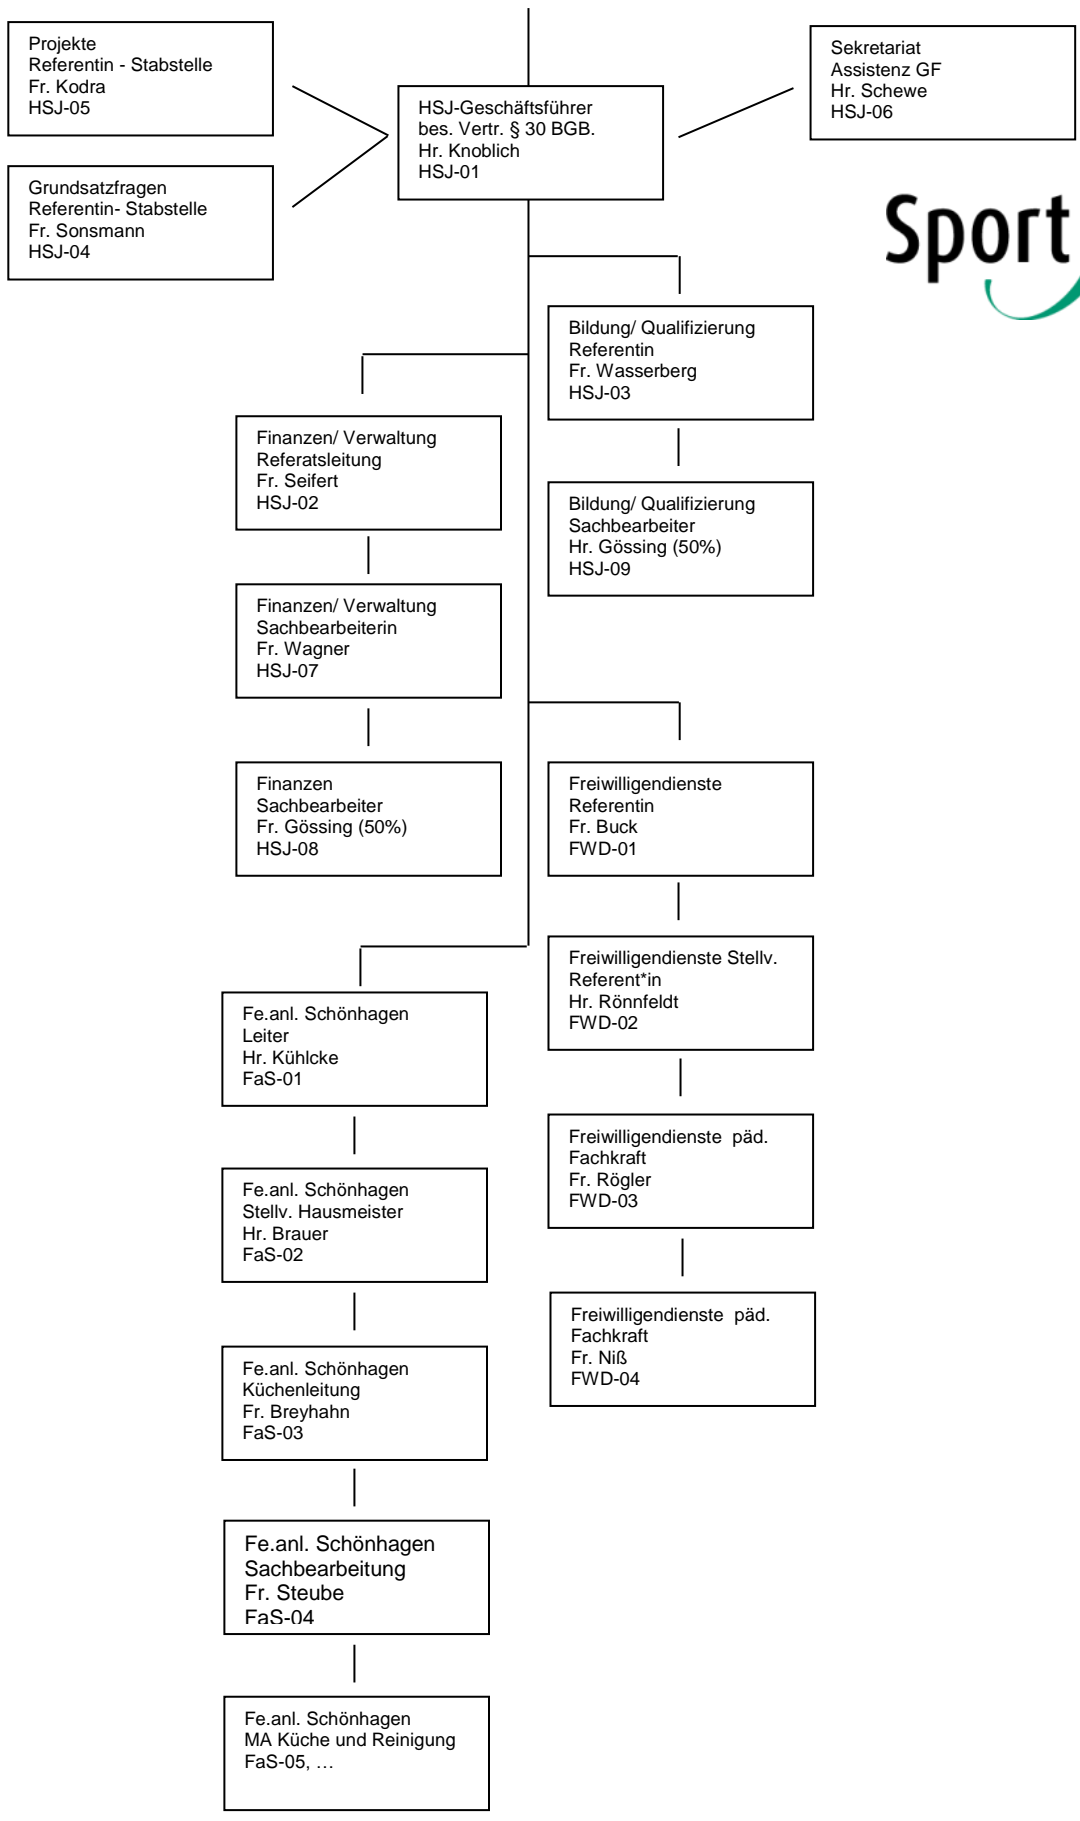 Projekte
Referentin - Stabstelle
Fr. Kodra
HSJ-05
Sekretariat
Assistenz GF
Hr. Schewe
HSJ-06
HSJ-Geschäftsführer
bes. Vertr. § 30 BGB.
Hr. Knoblich
HSJ-01
Grundsatzfragen
Referentin- Stabstelle
Fr. Sonsmann
HSJ-04
Sport
Bildung/ Qualifizierung
Referentin
Fr. Wasserberg
HSJ-03
Finanzen/ Verwaltung
Referatsleitung
Fr. Seifert
HSJ-02
Bildung/ Qualifizierung
Sachbearbeiter
Hr. Gössing (50%)
HSJ-09
Finanzen/ Verwaltung
Sachbearbeiterin
Fr. Wagner
HSJ-07
Finanzen
Sachbearbeiter
Fr. Gössing (50%)
HSJ-08
Freiwilligendienste
Referentin
Fr. Buck
FWD-01
Freiwilligendienste Stellv.
Referent*in
Hr. Rönnfeldt
FWD-02
Fe.anl. Schönhagen
Leiter
Hr. Kühlcke
FaS-01
Freiwilligendienste  päd.
Fachkraft
Fr. Rögler
FWD-03
Fe.anl. Schönhagen
Stellv. Hausmeister
Hr. Brauer
FaS-02
Freiwilligendienste  päd.
Fachkraft
Fr. Niß
FWD-04
Fe.anl. Schönhagen
Küchenleitung
Fr. Breyhahn
FaS-03
Fe.anl. Schönhagen
Sachbearbeitung
Fr. Steube
FaS-04
Fe.anl. Schönhagen
MA Küche und Reinigung
FaS-05, …